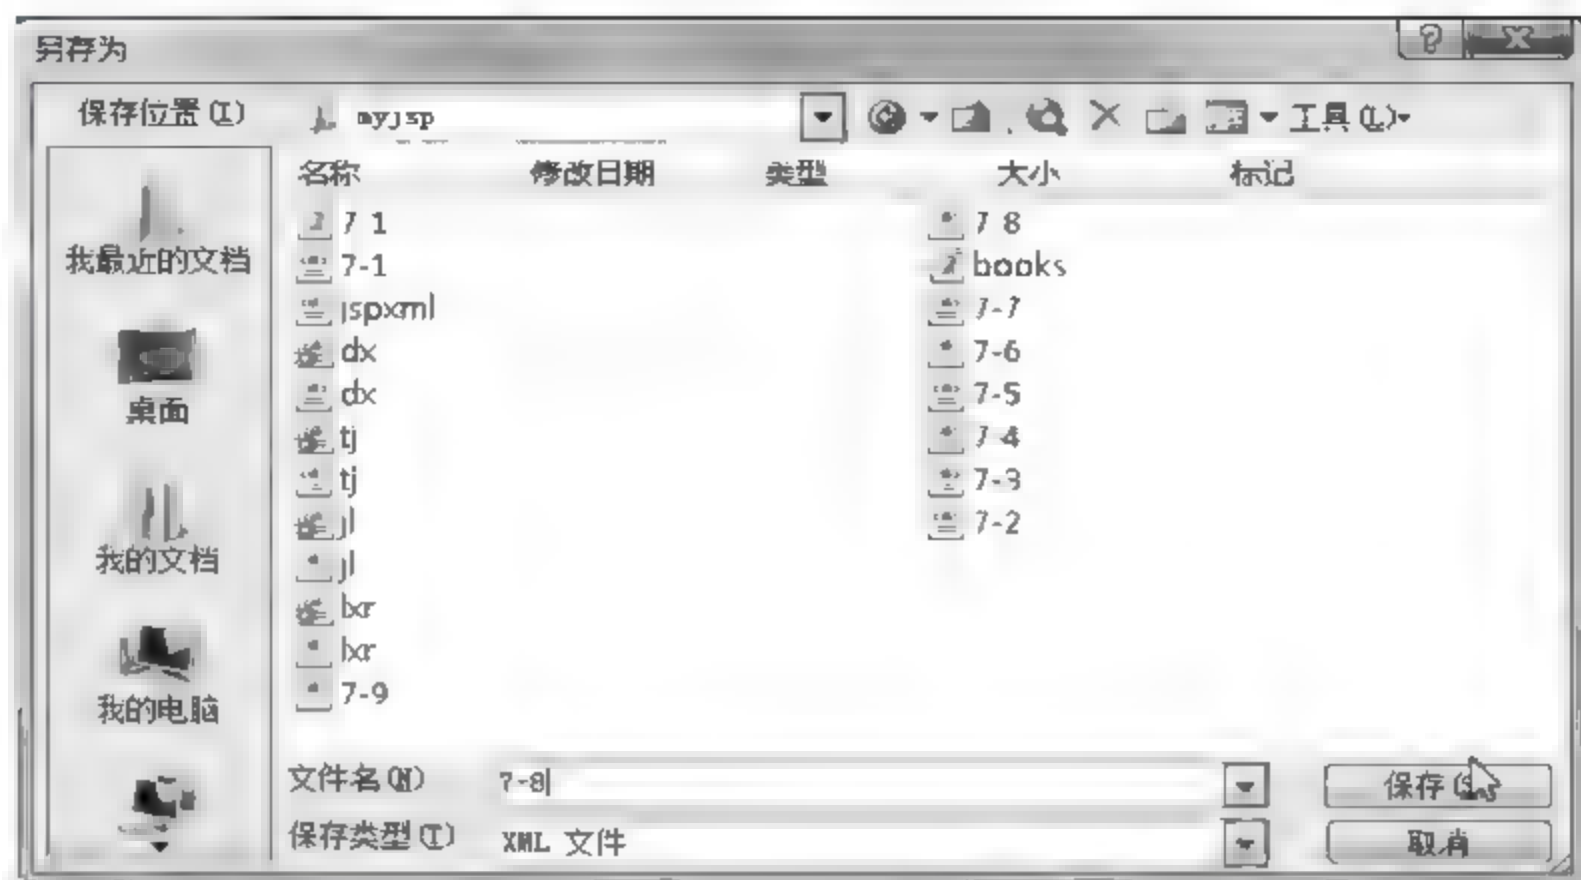 另存为
保存位置(I) myjsp 工具(L)
名称 修改日期 类型 大小 标记
7 1
7-1
jspxml
dx
dx
tj
tj
jl
jl
lxr
lxr
7-9
7 8
books
7-7
7-6
7-5
7 4
7-3
7-2
我最近的文档
桌面
我的文档
我的电脑
文件名(N) 7-8
保存(S)
保存类型(T) XML 文件
取消